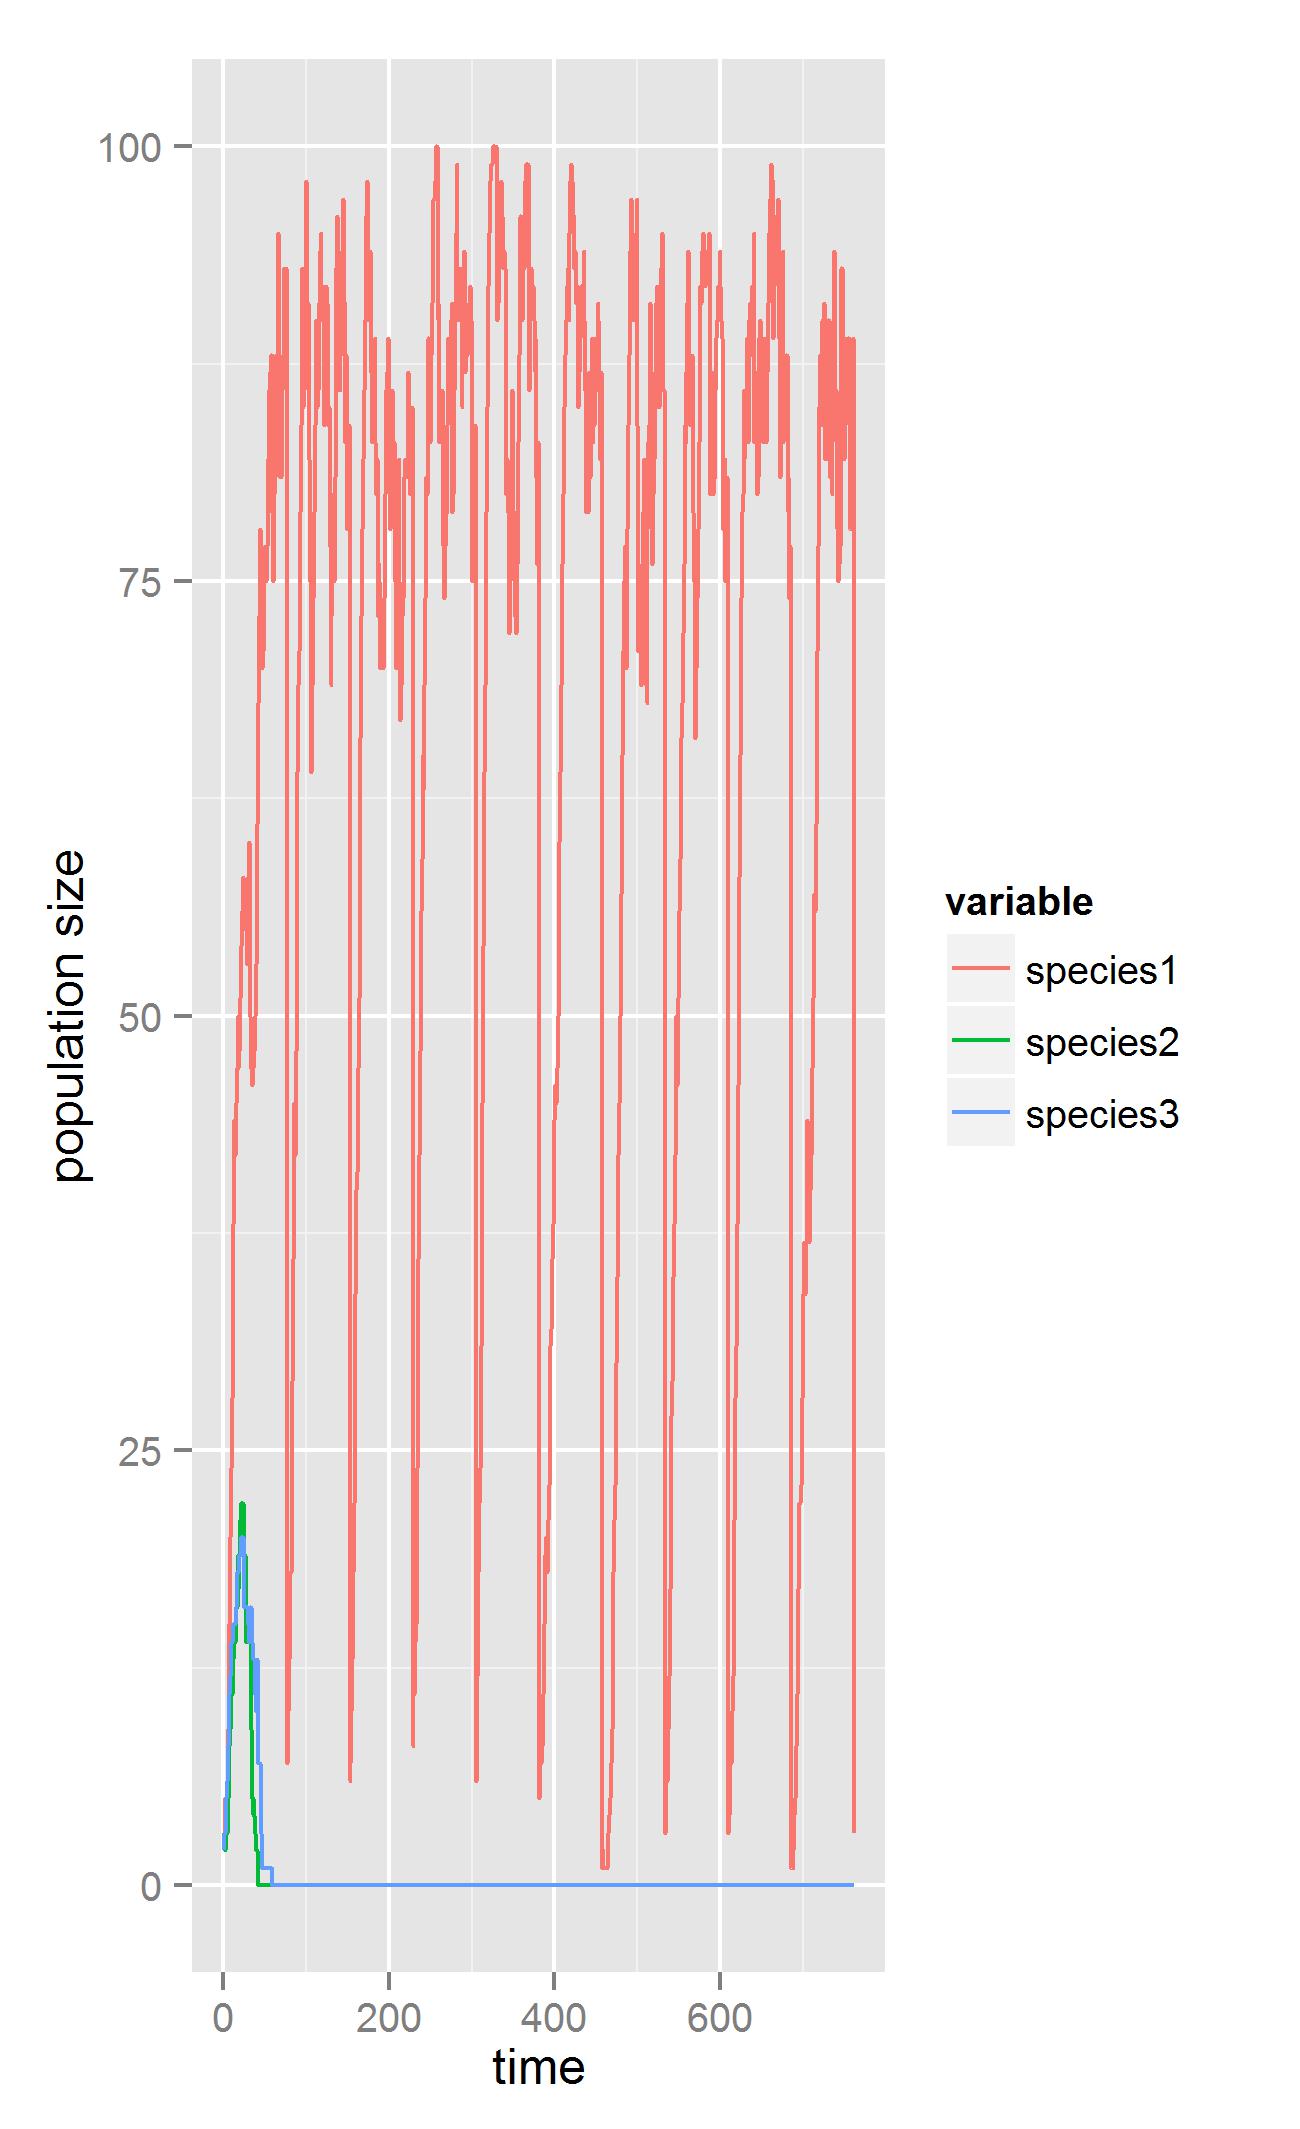 population size
100
75
50
25
0
0 200 400 600
time
variable
species1
species2
species3